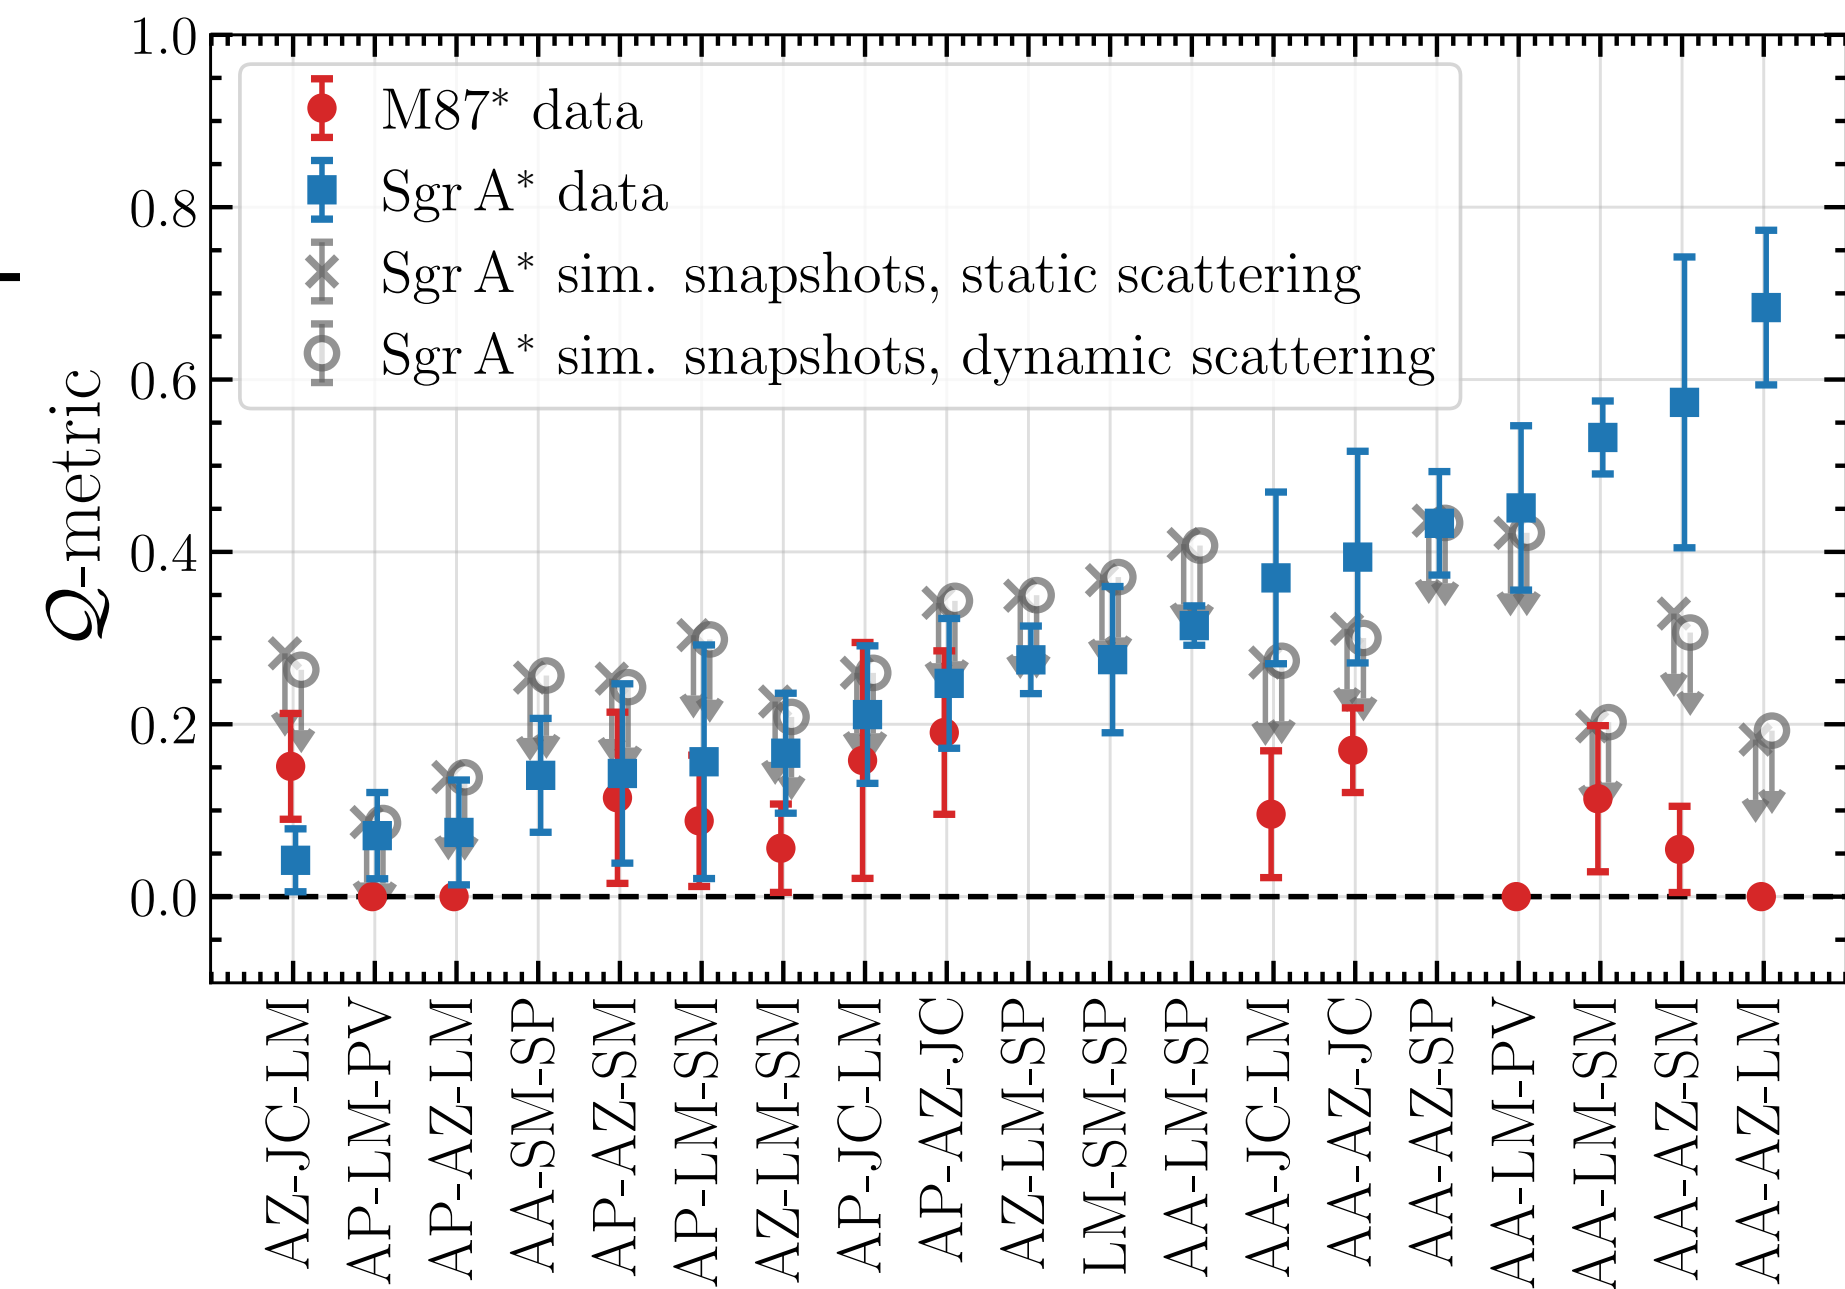 1.0
0.8
0.6
0.4
0.2
0.0
Q-metric
M87* data
Sgr A* data
Sgr A* sim. snapshots, static scattering
Sgr A* sim. snapshots, dynamic scattering
AZ-JC-LM
AP-LM-PV
AP-AZ-LM
AA-SM-SP
AP-AZ-SM
AP-LM-SM
AZ-LM-SM
AP-JC-LM
AP-AZ-JC
AZ-LM-SP
LM-SM-SP
AA-LM-SP
AA-JC-LM
AA-AZ-JC
AA-AZ-SP
AA-LM-PV
AA-LM-SM
AA-AZ-SM
AA-AZ-LM